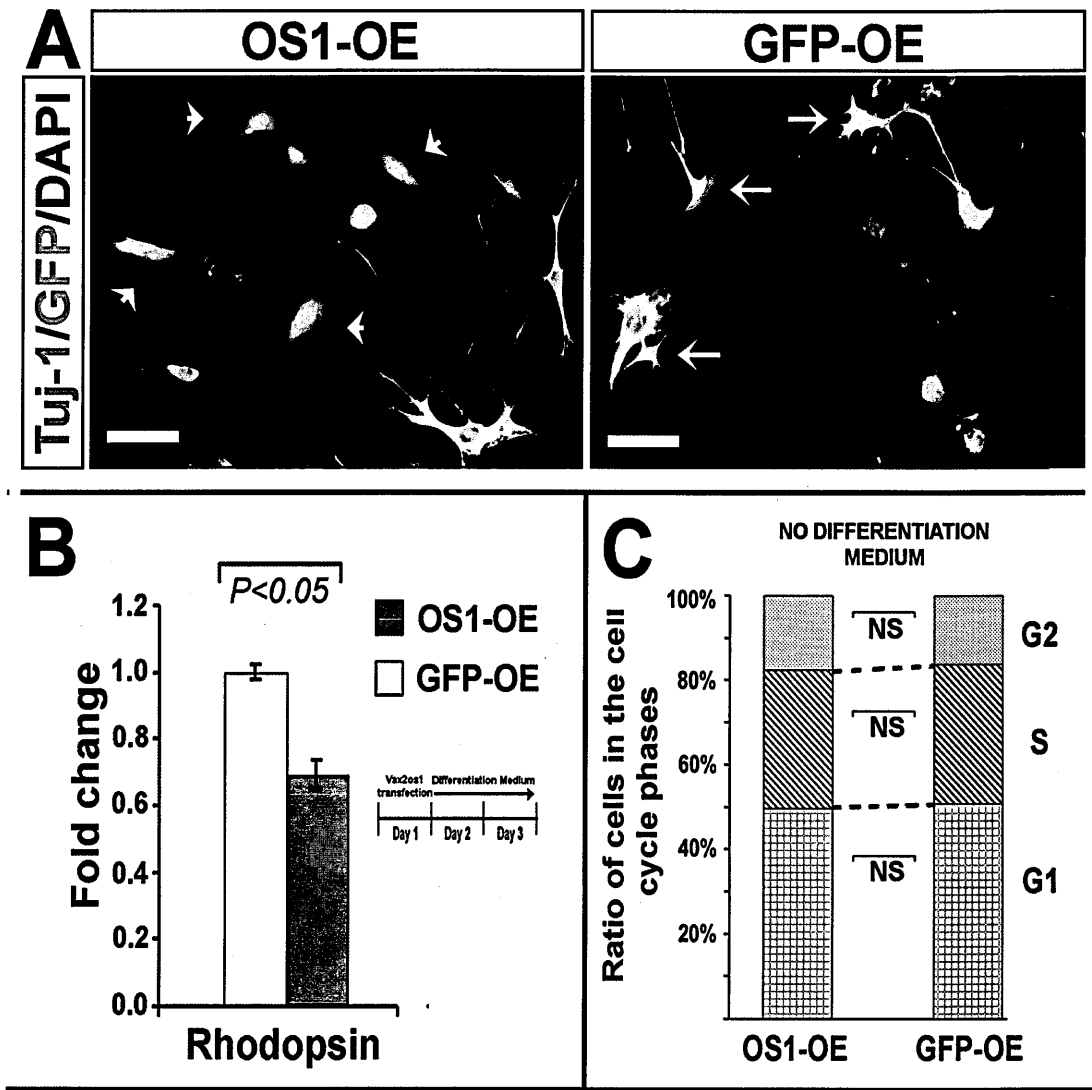 A
OS1-OE
GFP-OE
Tuj-1/GFP/DAPI
B
P<0.05
OS1-OE
GFP-OE
Fold change
1.2
1.0
0.8
0.6
0.4
0.2
0.0
Rhodopsin
Vax2os1 Differentiation Medium
transfection
Day 1 Day 2 Day 3
C
NO DIFFERENTIATION
MEDIUM
Ratio of cells in the cell
cycle phases
100%
80%
60%
40%
20%
NS
NS
NS
G2
S
G1
OS1-OE
GFP-OE